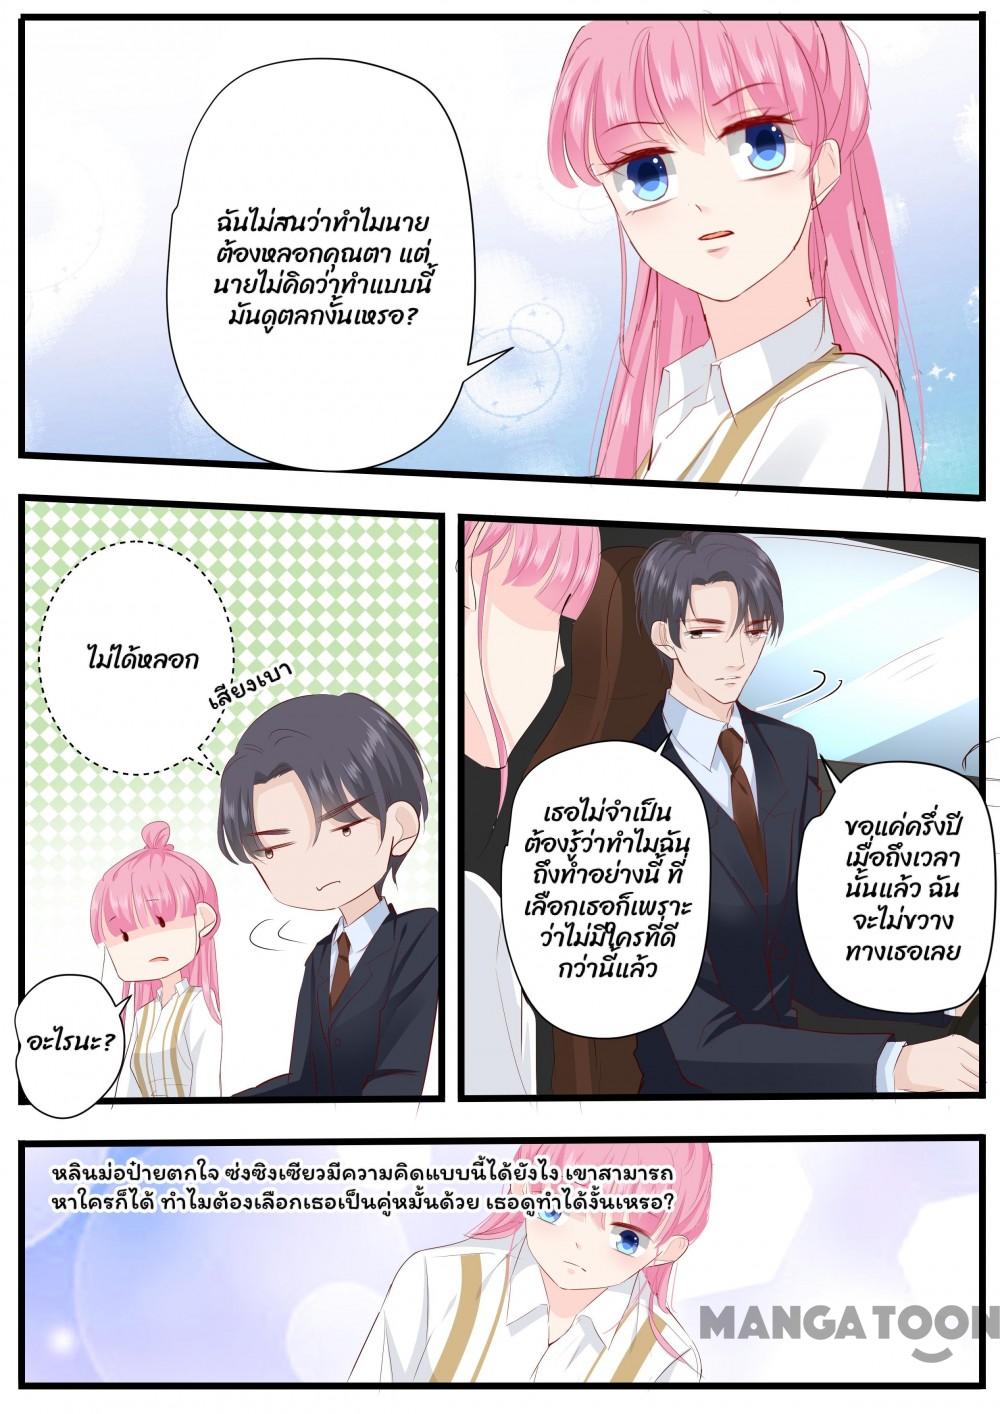 ฉันไม่สนว่าทำไมนาย
ต้องหลอกคุณตา แต่
นายไม่คิดว่าทำแบบนี้
มันดูตลกงั้นเหรอ?
ไม่ได้หลอก
เสียงเบา
อะไรนะ?
เธอไม่จำเป็น
ต้องรู้ว่าทำไมฉัน
ถึงทำอย่างนี้ ที่
เลือกเธอก็เพราะ
ว่าไม่มีใครที่ดี
กว่านี้แล้ว
ขอแค่ครึ่งปี
เมื่อถึงเวลา
นั้นแล้ว ฉัน
จะไม่ขวาง
ทางเธอเลย
หลินม่อป๋ายตกใจ ซ่งซิงเซียวมีความคิดแบบนี้ได้ยังไง เขาสามารถ
หาใครก็ได้ ทำไมต้องเลือกเธอเป็นคู่หมั้นด้วย เธอดูทำได้งั้นเหรอ?
MANGATOON